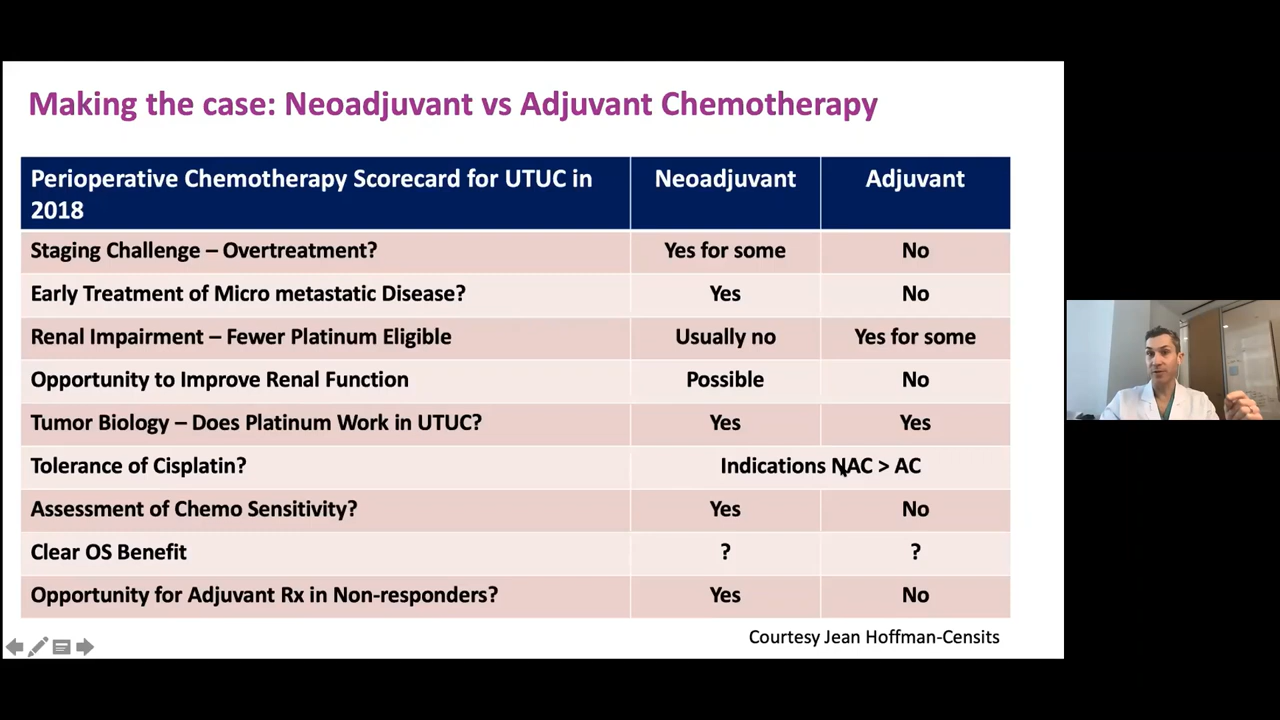 Making the case: Neoadjuvant vs Adjuvant Chemotherapy
Perioperative Chemotherapy Scorecard for UTUC in 2018 Neoadjuvant Adjuvant
Staging Challenge – Overtreatment? Yes for some No
Early Treatment of Micro metastatic Disease? Yes No
Renal Impairment – Fewer Platinum Eligible Usually no Yes for some
Opportunity to Improve Renal Function Possible No
Tumor Biology – Does Platinum Work in UTUC? Yes Yes
Tolerance of Cisplatin? Indications NAC > AC
Assessment of Chemo Sensitivity? Yes No
Clear OS Benefit ? ?
Opportunity for Adjuvant Rx in Non-responders? Yes No
Courtesy Jean Hoffman-Censits